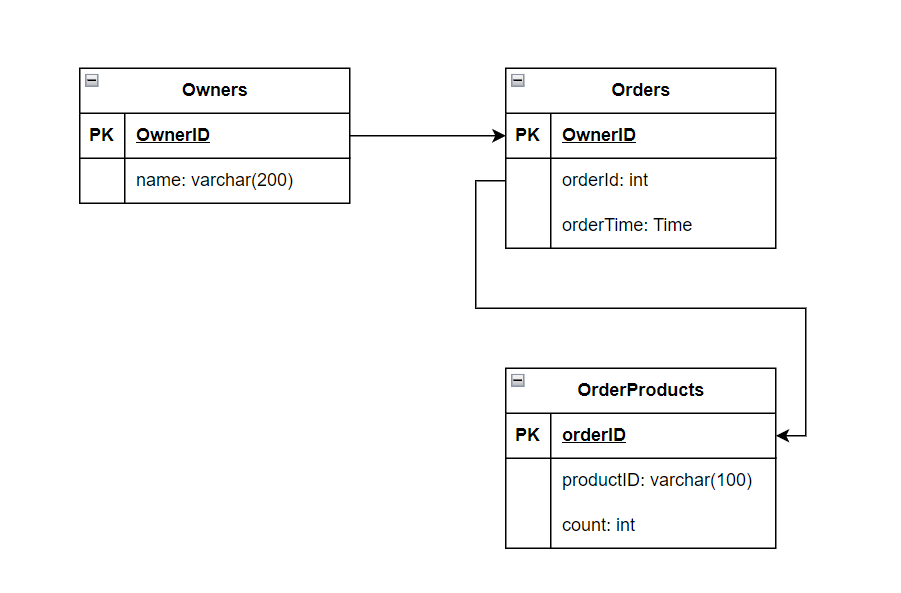 Owners
PK OwnerID
name: varchar(200)
Orders
PK OwnerID
orderId: int
orderTime: Time
OrderProducts
PK orderID
productID: varchar(100)
count: int